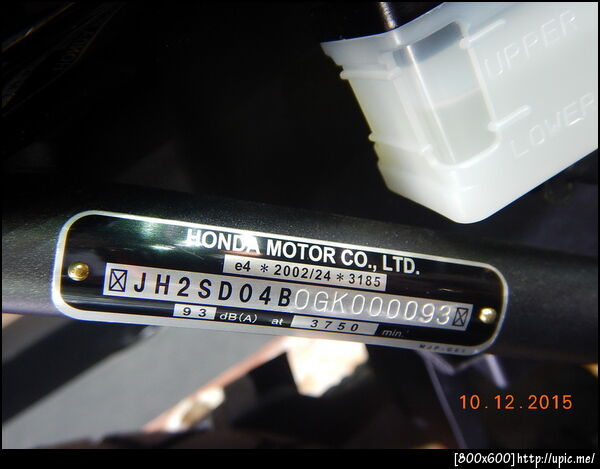 UPPER
LOWER
HONDA MOTOR CO., LTD.
e4 * 2002/24 * 3185
JH2SD04B0GK000093
93 dB(A) at 3750 min.⁻
10.12.2015
[800x600]http://upic.me/